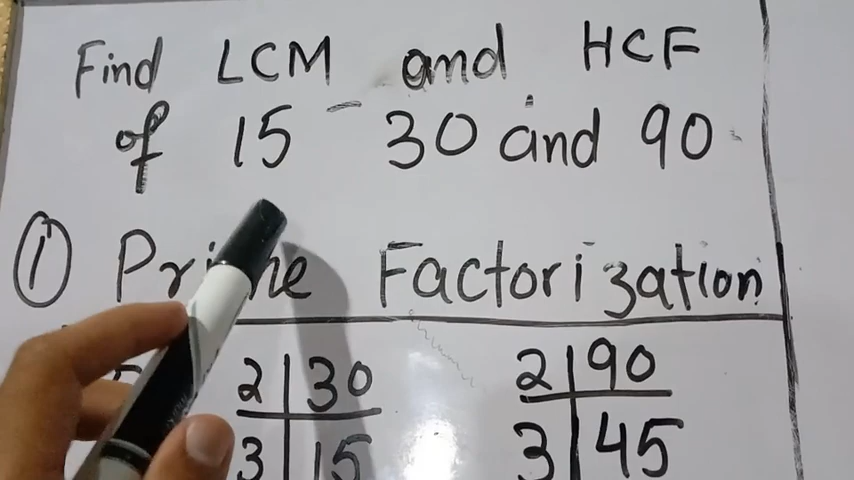 Find LCM and HCF
of 15 30 and 90
① Prime Factorization
2 30 2 90
3 15 3 45